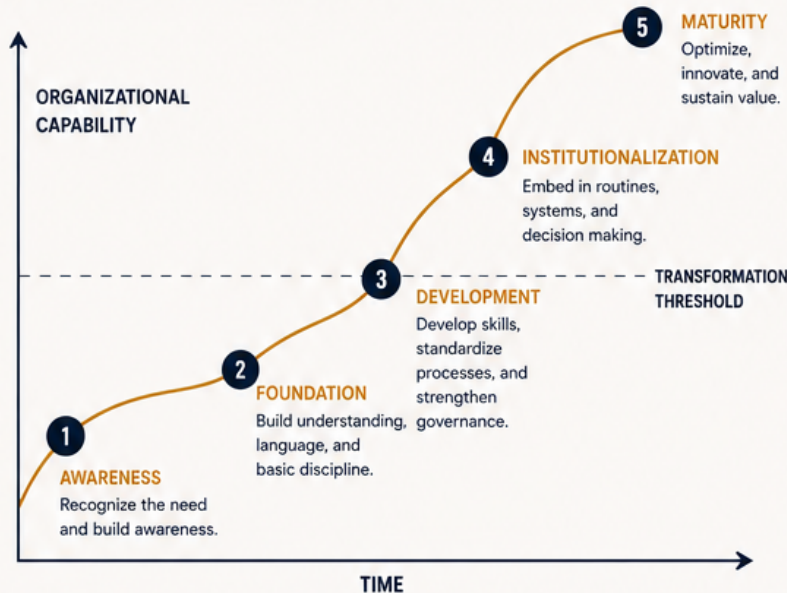 ORGANIZATIONAL
CAPABILITY
5
MATURITY
Optimize,
innovate, and
sustain value.
4
INSTITUTIONALIZATION
Embed in routines,
systems, and
decision making.
TRANSFORMATION
THRESHOLD
3
DEVELOPMENT
Develop skills,
standardize
processes, and
strengthen
governance.
2
FOUNDATION
Build understanding,
language, and
basic discipline.
1
AWARENESS
Recognize the need
and build awareness.
TIME